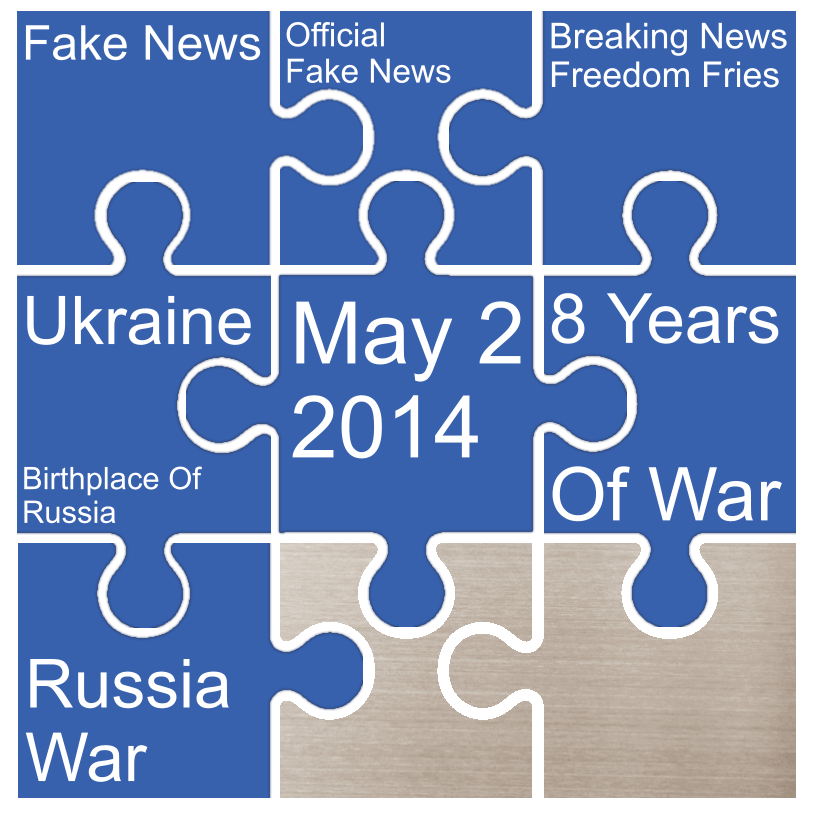 Fake News
Official
Fake News
Breaking News
Freedom Fries
Ukraine
Birthplace Of
Russia
May 2
2014
8 Years
Of War
Russia
War